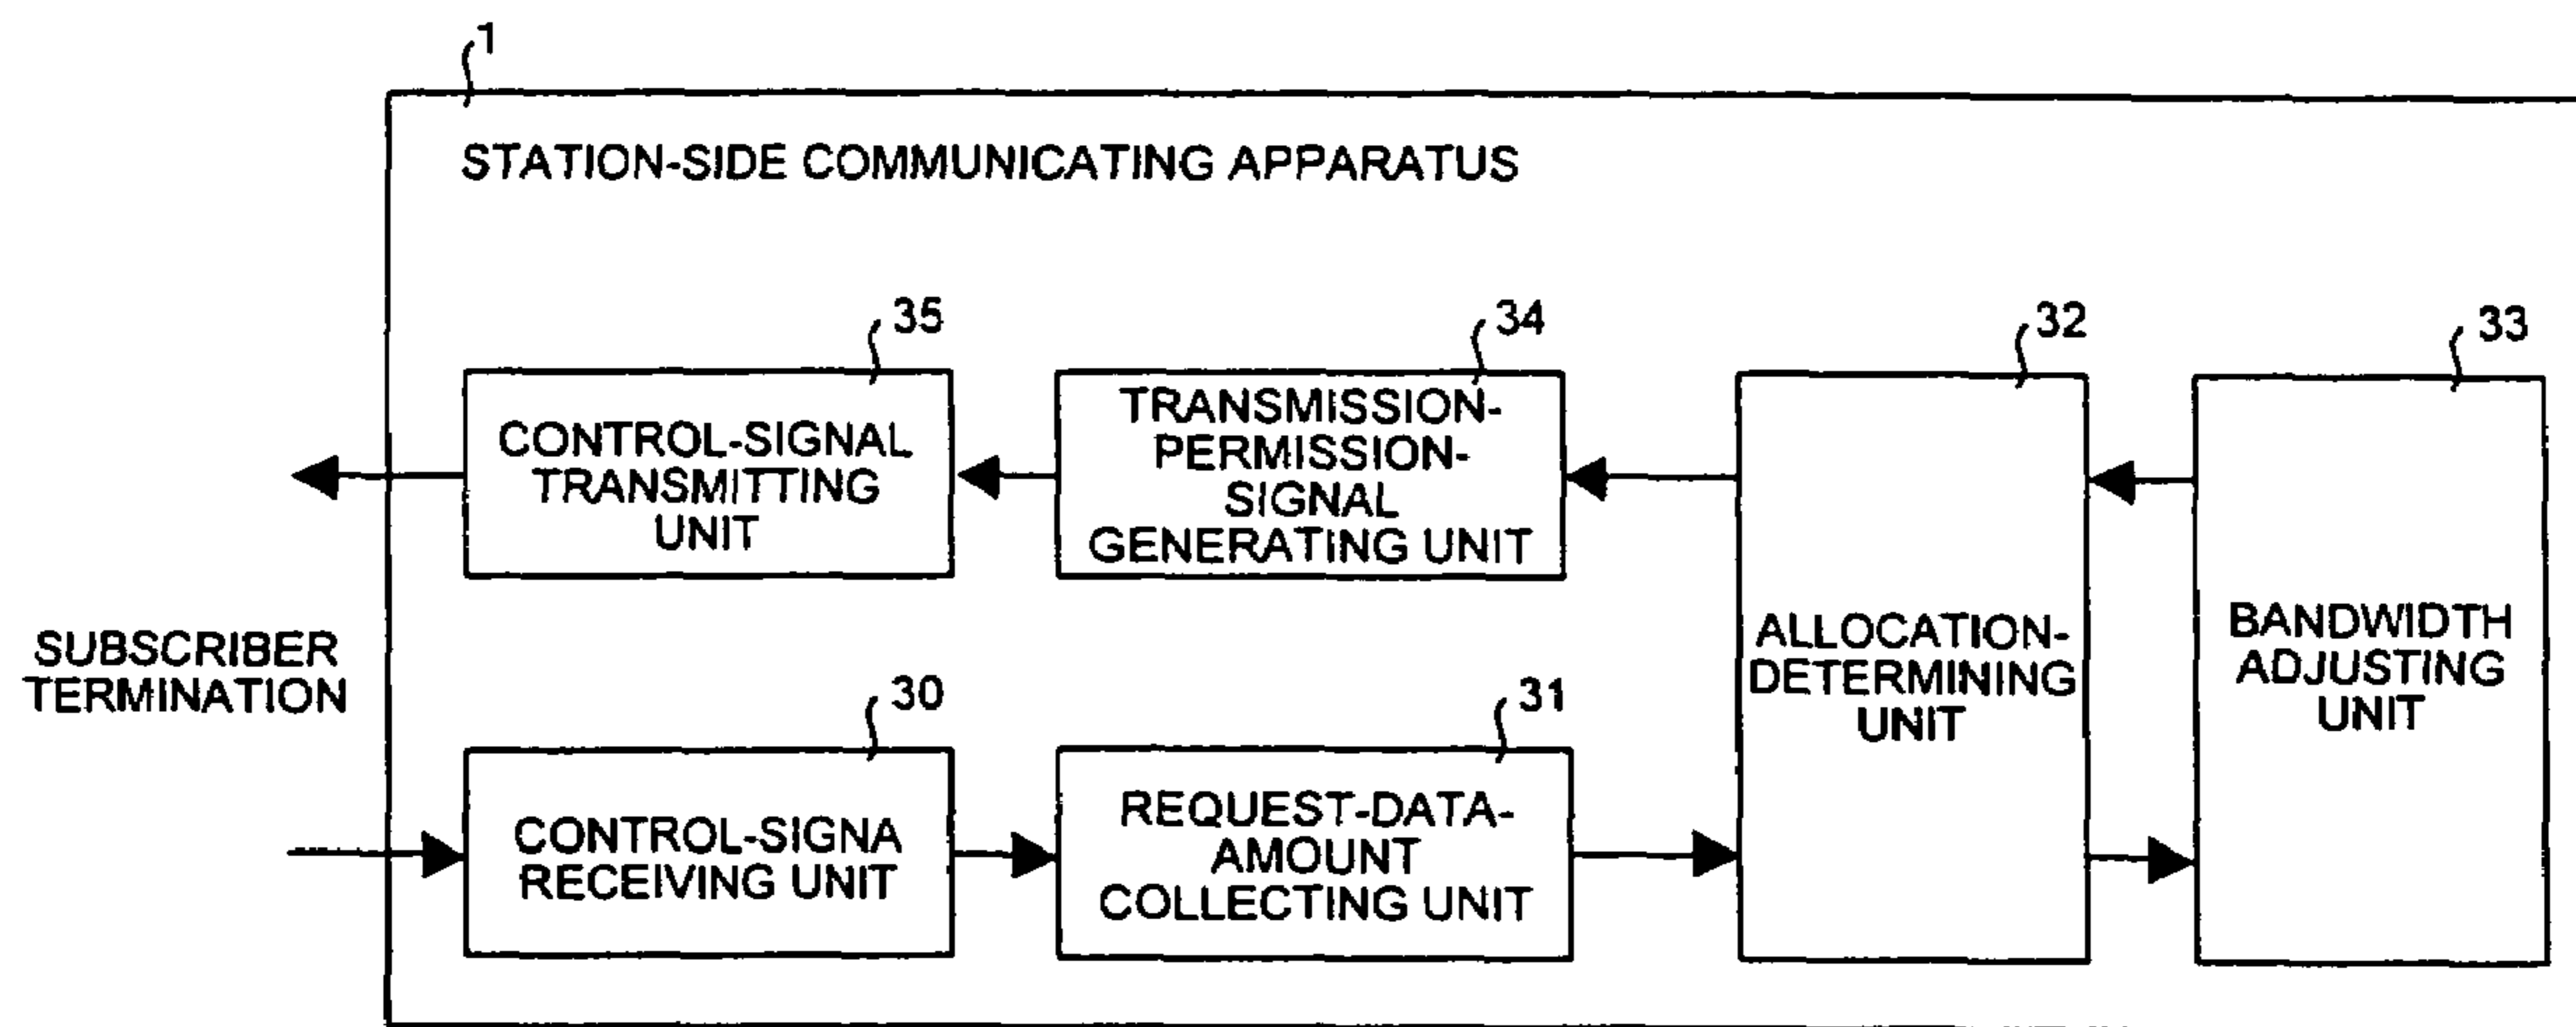 1
STATION-SIDE COMMUNICATING APPARATUS
35
34
32
33
CONTROL-SIGNAL
TRANSMITTING
UNIT
TRANSMISSION-
PERMISSION-
SIGNAL
GENERATING UNIT
ALLOCATION-
DETERMINING
UNIT
BANDWIDTH
ADJUSTING
UNIT
SUBSCRIBER
TERMINATION
30
31
CONTROL-SIGNA
RECEIVING UNIT
REQUEST-DATA-
AMOUNT
COLLECTING UNIT